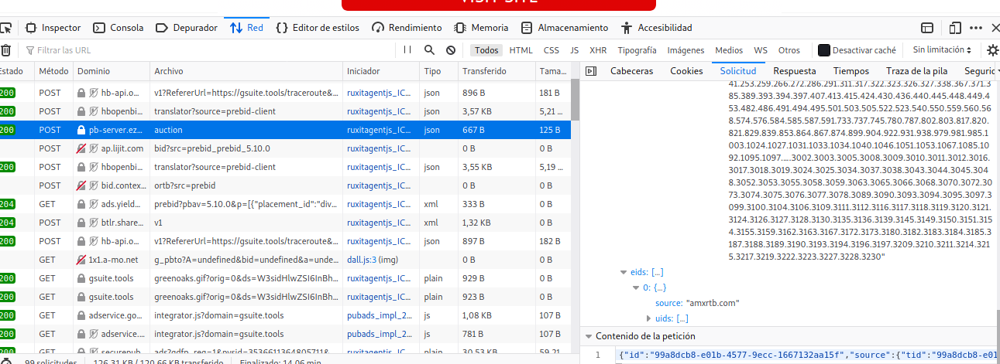 VISIT SITE
Inspector Consola Depurador Red Editor de estilos Rendimiento Memoria Almacenamiento Accesibilidad
Filtrar las URL Todos HTML CSS JS XHR Tipografía Imágenes Medios WS Otros Desactivar caché Sin limitación
Estado Método Dominio Archivo Iniciador Tipo Transferido Tama... Cabeceras Cookies Solicitud Respuesta Tiempos Traza de la pila Seguric
200 POST hb-api.o... v1?RefererUrl=https://gsuite.tools/traceroute&... ruxitagentjs_IC... json 896 B 181 B
200 POST hbopenbi... translator?source=prebid-client ruxitagentjs_IC... json 3,57 KB 5,21 ...
200 POST pb-server.ez... auction ruxitagentjs_IC... json 667 B 125 B
POST ap.lijit.com bid?src=prebid_prebid_5.10.0 ruxitagentjs_IC... 0 B 0 B
200 POST hbopenbi... translator?source=prebid-client ruxitagentjs_IC... json 3,55 KB 5,19 ...
POST bid.contex... ortb?src=prebid ruxitagentjs_IC... 0 B 0 B
204 GET ads.yield... prebid?pbav=5.10.0&p=[{"placement_id":"div... ruxitagentjs_IC... xml 333 B 0 B
204 POST btlr.share... v1 ruxitagentjs_IC... xml 1,32 KB 0 B
200 POST hb-api.o... v1?RefererUrl=https://gsuite.tools/traceroute&... ruxitagentjs_IC... json 897 B 182 B
GET 1x1.a-mo.net g_pbto?A=undefined&bid=undefined&a=unde... dall.js:3 (img) 0 B 0 B
200 GET gsuite.tools greenoaks.gif?orig=0&ds=W3sidHlwZSI6InBh... ruxitagentjs_IC... plain 929 B 0 B
200 GET gsuite.tools greenoaks.gif?orig=0&ds=W3sidHlwZSI6InBh... ruxitagentjs_IC... plain 923 B 0 B
200 GET adservice.go... integrator.js?domain=gsuite.tools pubads_impl_2... js 1,08 KB 107 B
200 GET adservice.... integrator.js?domain=gsuite.tools pubads_impl_2... js 781 B 107 B
200 GET securepub... ads?gdfp_req=1&pvsid=3536611364805711&... ruxitagentjs_IC... plain 30,53 KB 59,21 ...
99 solicitudes 126,31 KB / 120,66 KB transferido Finalizado: 14,06 min
41.253.259.266.272.286.291.311.317.322.323.326.327.338.367.371.3
85.389.393.394.397.407.413.415.424.430.436.440.445.448.449.4
53.482.486.491.494.495.501.503.505.522.523.540.550.559.560.56
8.574.576.584.585.587.591.733.737.745.780.787.802.803.817.820.
821.829.839.853.864.867.874.899.904.922.931.938.979.981.985.1
003.1024.1027.1031.1033.1034.1040.1046.1051.1053.1067.1085.10
92.1095.1097.….3002.3003.3005.3008.3009.3010.3011.3012.3016.
3017.3018.3019.3024.3025.3034.3037.3038.3043.3044.3045.304
8.3052.3053.3055.3058.3059.3063.3065.3066.3068.3070.3072.30
73.3074.3075.3076.3077.3078.3089.3090.3093.3094.3095.3097.3
099.3100.3104.3106.3109.3111.3112.3116.3117.3118.3119.3120.3121.
3124.3126.3127.3128.3130.3135.3136.3139.3145.3149.3150.3151.315
4.3155.3159.3162.3163.3167.3172.3173.3180.3182.3183.3184.3185.3
187.3188.3189.3190.3193.3194.3196.3197.3209.3210.3211.3214.321
5.3217.3219.3222.3223.3227.3228.3230"
eids: […]
0: {…}
source: "amxrtb.com"
uids: […]
Contenido de la petición
1 {"id":"99a8dcb8-e01b-4577-9ecc-1667132aa15f","source":{"tid":"99a8dcb8-e01